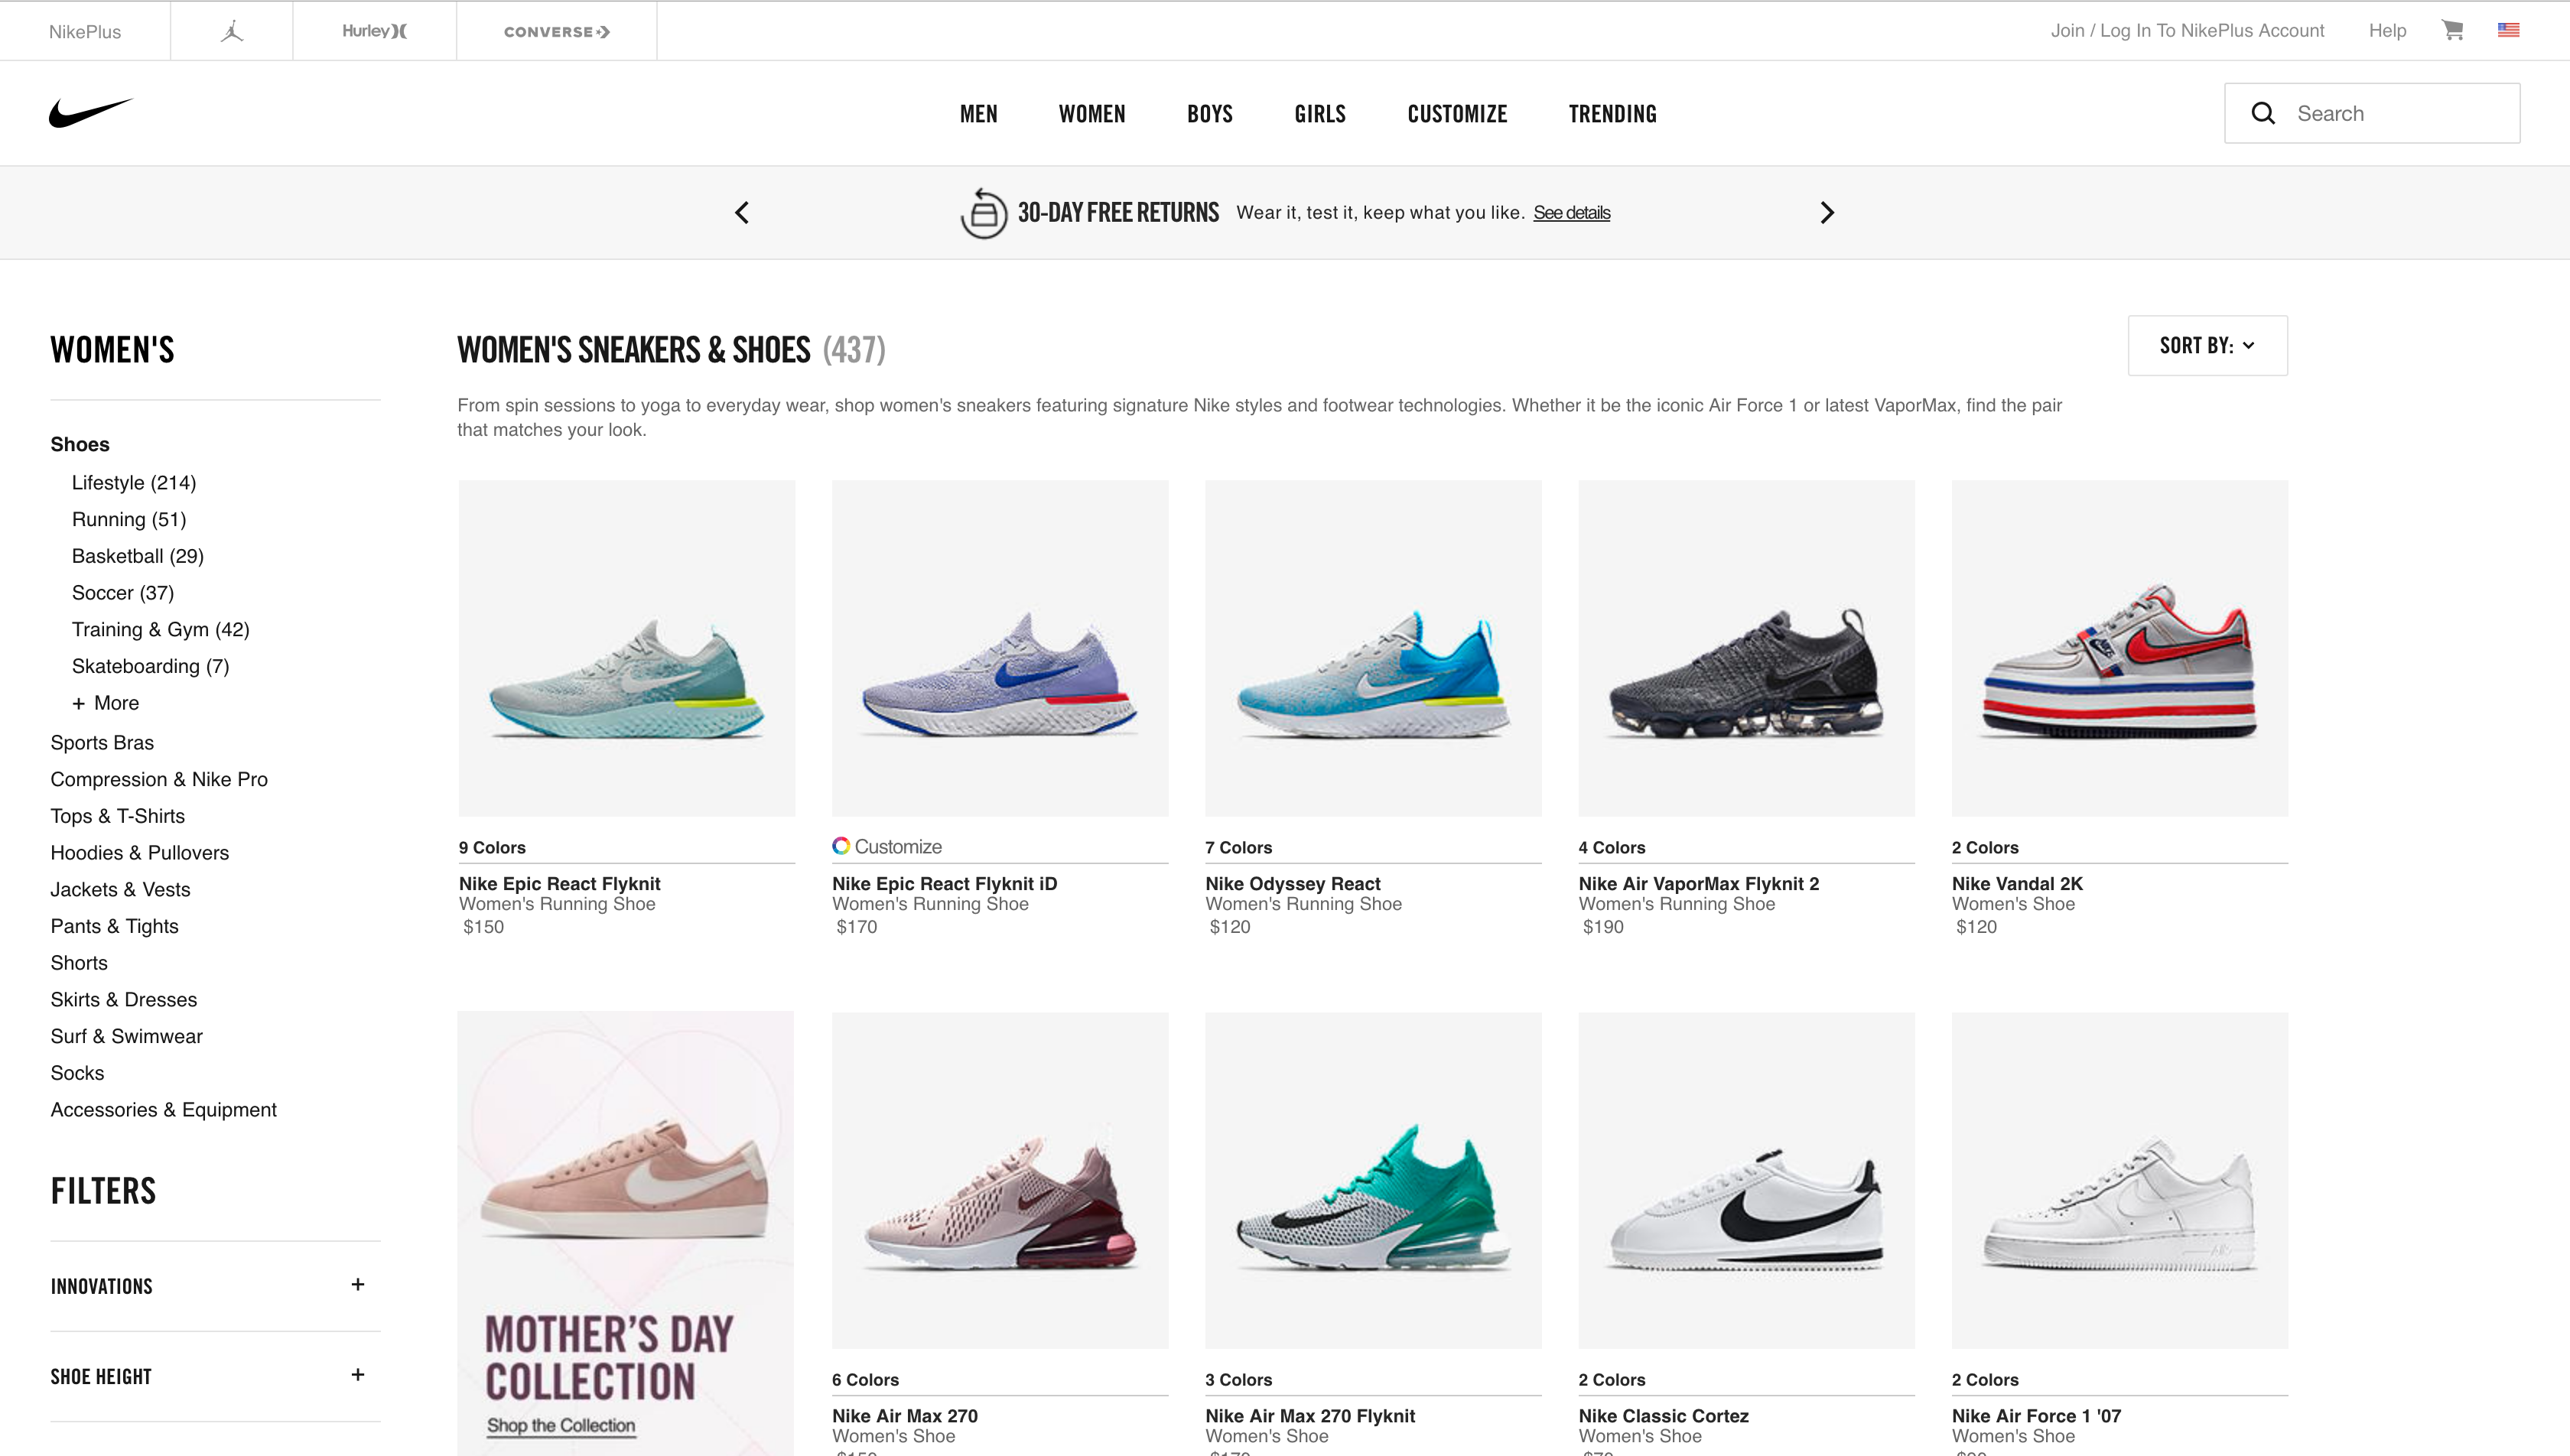 NikePlus
Hurley
CONVERSE
Join / Log In To NikePlus Account
Help
MEN
WOMEN
BOYS
GIRLS
CUSTOMIZE
TRENDING
Search
30-DAY FREE RETURNS Wear it, test it, keep what you like. See details
WOMEN'S
Shoes
Lifestyle (214)
Running (51)
Basketball (29)
Soccer (37)
Training & Gym (42)
Skateboarding (7)
+ More
Sports Bras
Compression & Nike Pro
Tops & T-Shirts
Hoodies & Pullovers
Jackets & Vests
Pants & Tights
Shorts
Skirts & Dresses
Surf & Swimwear
Socks
Accessories & Equipment
FILTERS
INNOVATIONS +
SHOE HEIGHT +
WOMEN'S SNEAKERS & SHOES (437)
SORT BY:
From spin sessions to yoga to everyday wear, shop women's sneakers featuring signature Nike styles and footwear technologies. Whether it be the iconic Air Force 1 or latest VaporMax, find the pair
that matches your look.
9 Colors
Nike Epic React Flyknit
Women's Running Shoe
$150
Customize
Nike Epic React Flyknit iD
Women's Running Shoe
$170
7 Colors
Nike Odyssey React
Women's Running Shoe
$120
4 Colors
Nike Air VaporMax Flyknit 2
Women's Running Shoe
$190
NIKE
2 Colors
Nike Vandal 2K
Women's Shoe
$120
MOTHER'S DAY
COLLECTION
Shop the Collection
6 Colors
Nike Air Max 270
Women's Shoe
3 Colors
Nike Air Max 270 Flyknit
Women's Shoe
2 Colors
Nike Classic Cortez
Women's Shoe
AIR
2 Colors
Nike Air Force 1 '07
Women's Shoe